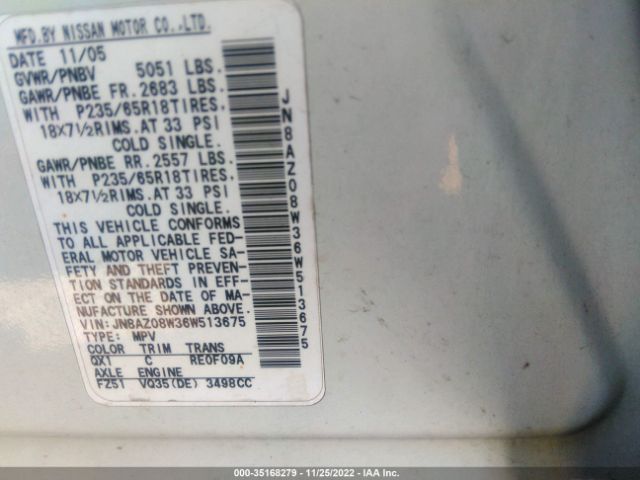 MFD.BY NISSAN MOTOR CO.,LTD.
DATE 11/05
GVWR/PNBV 5051 LBS.
GAWR/PNBE FR.2683 LBS.
WITH P235/65R18TIRES.
18X7½RIMS.AT 33 PSI
COLD SINGLE.
GAWR/PNBE RR.2557 LBS.
WITH P235/65R18TIRES.
18X7½RIMS.AT 33 PSI
COLD SINGLE.
THIS VEHICLE CONFORMS
TO ALL APPLICABLE FED-
ERAL MOTOR VEHICLE SA-
FETY AND THEFT PREVEN-
TION STANDARDS IN EFF-
ECT ON THE DATE OF MA-
NUFACTURE SHOWN ABOVE.
VIN:JN8AZ08W36W513675
TYPE: MPV
COLOR TRIM TRANS
QX1 C RE0F09A
AXLE ENGINE
FZ51 VQ35(DE) 3498CC
JN8AZ08W36W513675
000-35168279 - 11/25/2022 - IAA Inc.